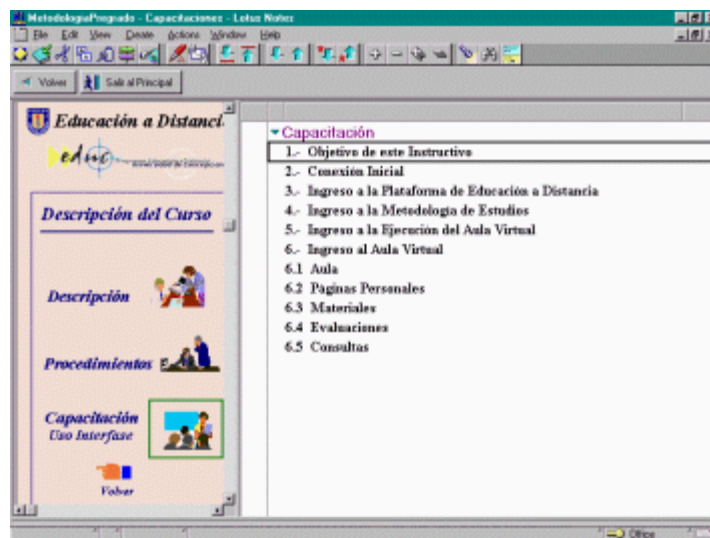 MetodologiaPregrado - Capacitaciones - Lotus Notes
File Edit View Create Actions Window Help
Volver Salir al Principal
Educación a Distanci
educ
Descripción del Curso
Descripción
Procedimientos
Capacitación
Uso Interfase
Volver
Capacitación
1.- Objetivo de este Instructivo
2.- Conexión Inicial
3.- Ingreso a la Plataforma de Educación a Distancia
4.- Ingreso a la Metodología de Estudios
5.- Ingreso a la Ejecución del Aula Virtual
6.- Ingreso al Aula Virtual
6.1 Aula
6.2 Páginas Personales
6.3 Materiales
6.4 Evaluaciones
6.5 Consultas
Office